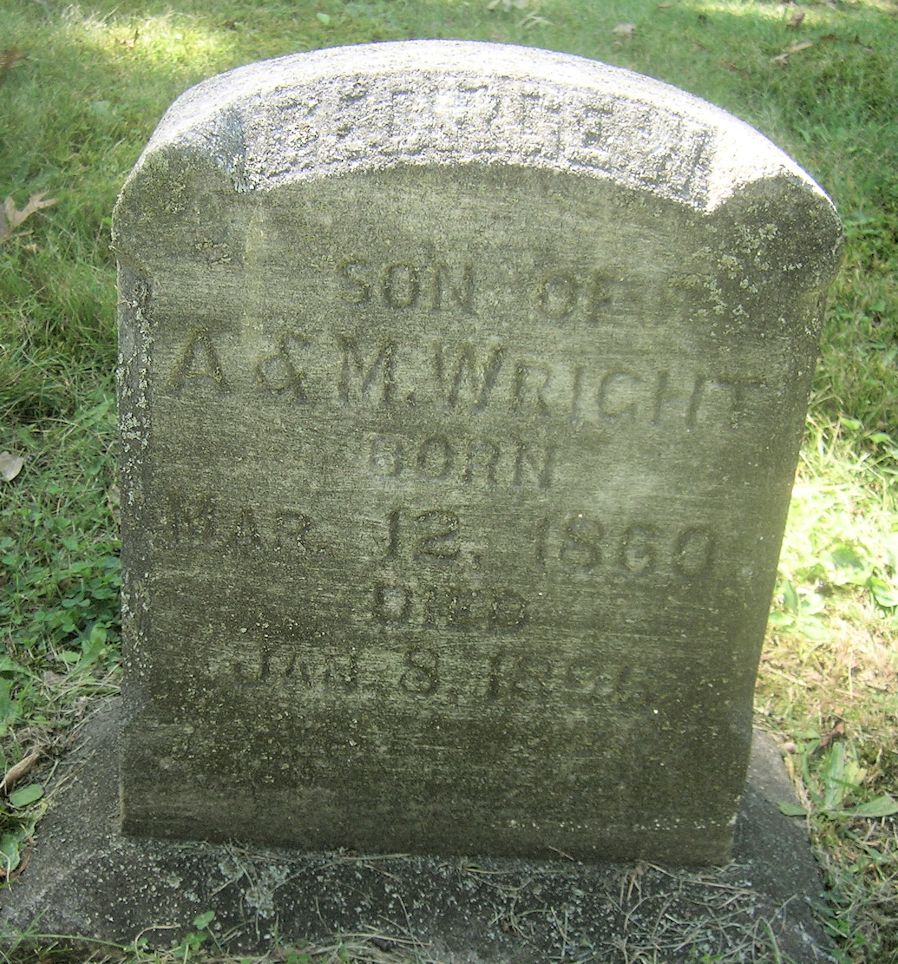 SON OF
A & M. WRIGHT
BORN
MAR. 12, 1860
DIED
JAN. 8,